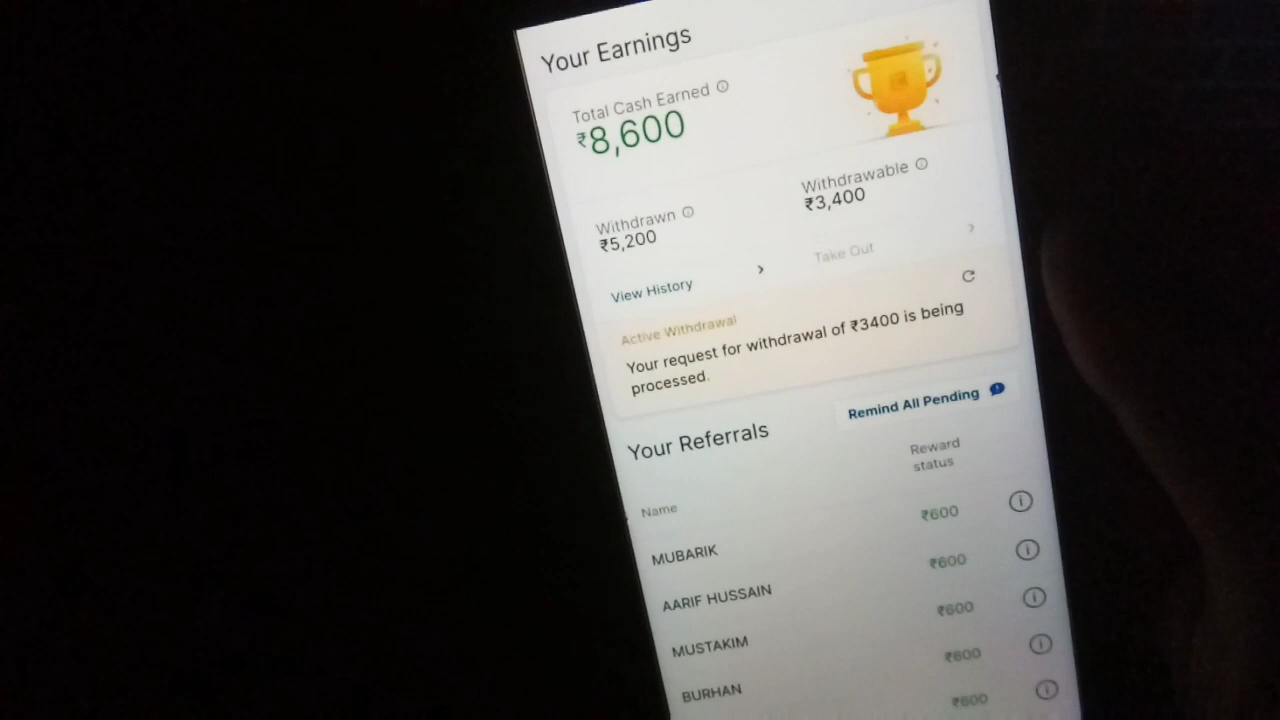 Your Earnings
Total Cash Earned
₹8,600
Withdrawn
₹5,200
Withdrawable
₹3,400
View History
Take Out
Active Withdrawal
Your request for withdrawal of ₹3400 is being
processed.
Your Referrals
Remind All Pending
Name
Reward
status
MUBARIK
₹600
AARIF HUSSAIN
₹600
MUSTAKIM
₹600
BURHAN
₹600
₹600